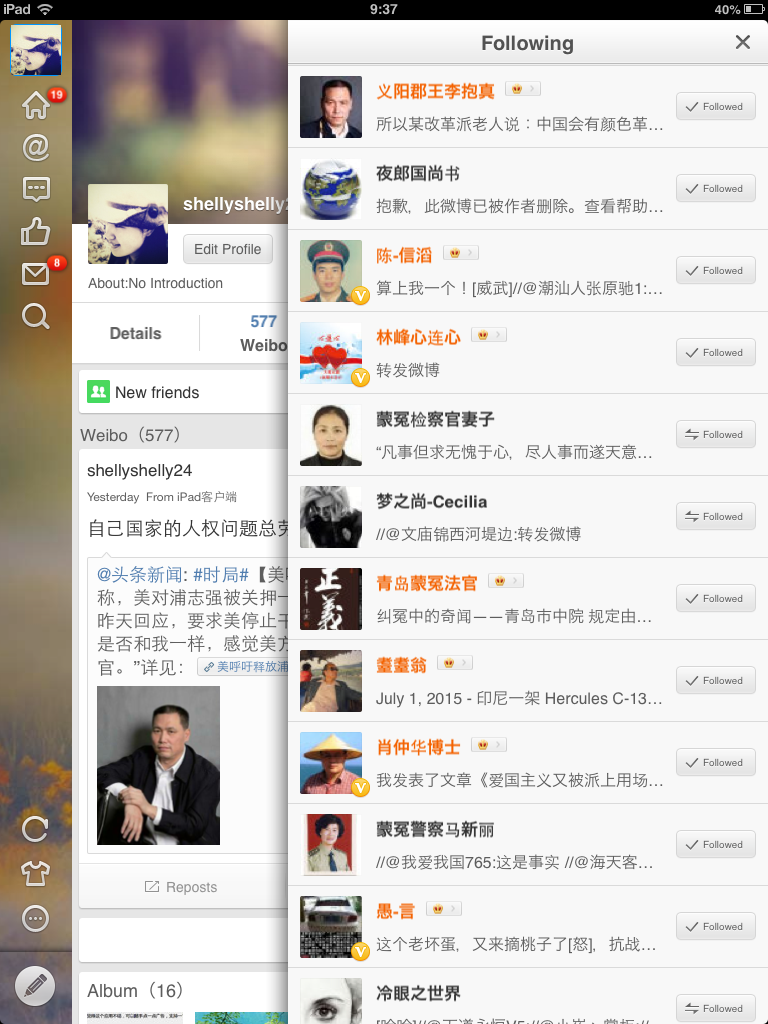 iPad
9:37
40%
19
8
shellyshelly2
Edit Profile
About:No Introduction
Details
577
Weibo
New friends
Weibo（577）
shellyshelly24
Yesterday From iPad客户端
自己国家的人权问题总
@头条新闻: #时局#【美
称，美对浦志强被关押一
昨天回应，要求美停止干
是否和我一样，感觉美方
官。”详见：
美呼吁释放浦
Reposts
Album（16）
Following
义阳郡王李抱真
所以某改革派老人说：中国会有颜色革…
Followed
夜郎国尚书
抱歉，此微博已被作者删除。查看帮助…
Followed
陈-信滔
算上我一个！[威武]//@潮汕人张原驰1:…
Followed
林峰心连心
转发微博
Followed
蒙冤检察官妻子
“凡事但求无愧于心，尽人事而遂天意…
Followed
梦之尚-Cecilia
//@文庙锦西河堤边:转发微博
Followed
正義
青岛蒙冤法官
纠冤中的奇闻——青岛市中院 规定由…
Followed
耋耋翁
July 1, 2015 - 印尼一架 Hercules C-13…
Followed
肖仲华博士
我发表了文章《爱国主义又被派上用场…
Followed
蒙冤警察马新丽
//@我爱我国765:这是事实 //@海天客…
Followed
愚-言
这个老坏蛋，又来摘桃子了[怒]，抗战…
Followed
冷眼之世界
Followed